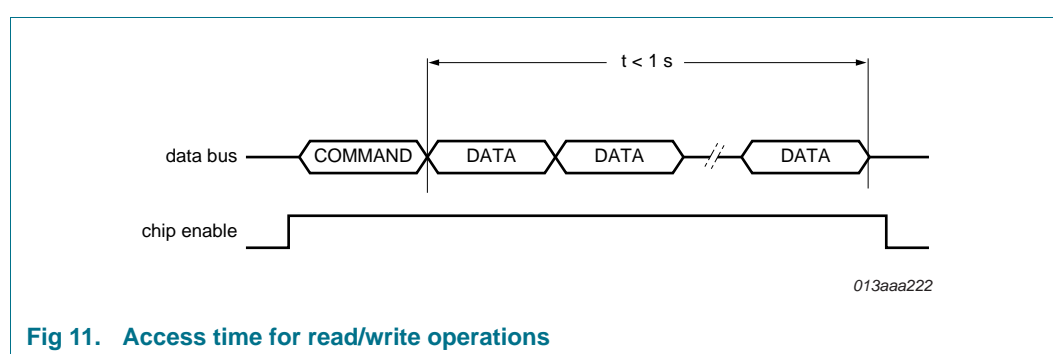 t < 1 s
data bus
COMMAND
DATA
DATA
DATA
chip enable
013aaa222
Fig 11. Access time for read/write operations